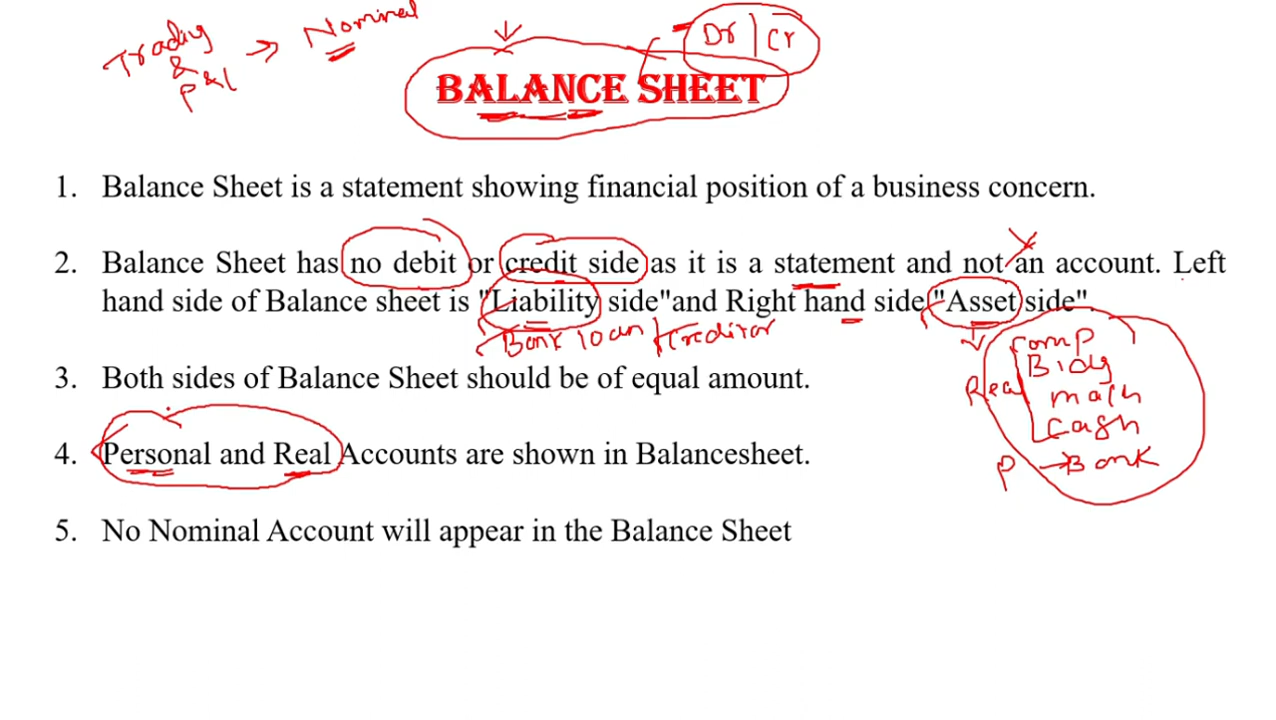 Trading → Nominal
&
P&L
Dr | Cr
BALANCE SHEET
1. Balance Sheet is a statement showing financial position of a business concern.
2. Balance Sheet has no debit or credit side as it is a statement and not an account. Left
hand side of Balance sheet is "Liability side"and Right hand side "Asset side".
Bank loan / Creditor
Comp
Bldg
Real
Cash
P → Bank
3. Both sides of Balance Sheet should be of equal amount.
4. Personal and Real Accounts are shown in Balancesheet.
5. No Nominal Account will appear in the Balance Sheet